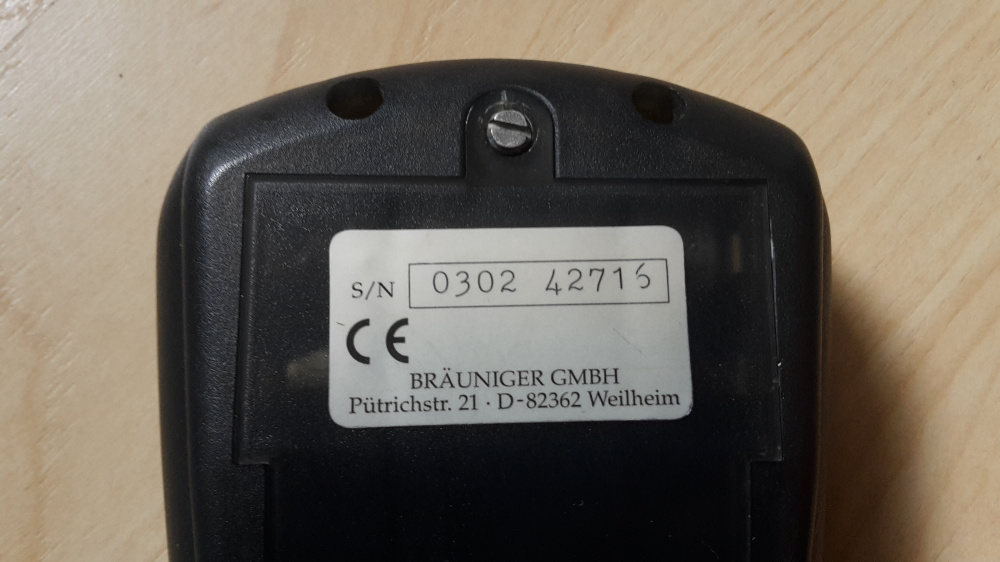 S/N 0302 42716
CE
BRÄUNIGER GMBH
Pütrichstr. 21 · D-82362 Weilheim